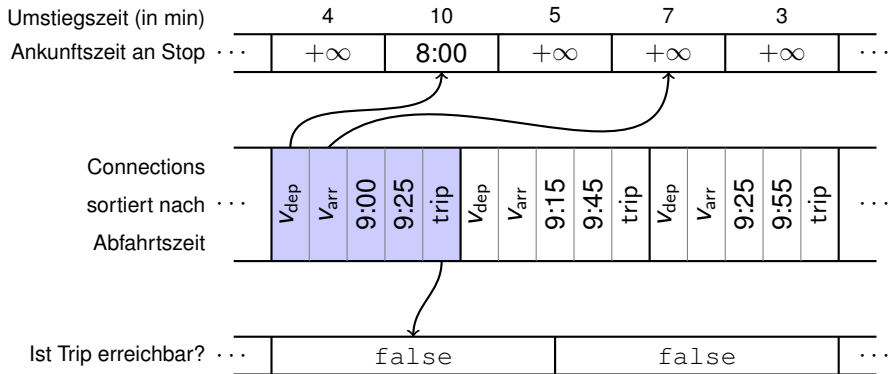 Umstiegszeit (in min) 4 10 5 7 3
Ankunftszeit an Stop ··· +∞ 8:00 +∞ +∞ +∞ ···
Connections
sortiert nach
Abfahrtszeit
··· v_dep v_arr 9:00 9:25 trip v_dep v_arr 9:15 9:45 trip v_dep v_arr 9:25 9:55 trip ···
Ist Trip erreichbar? ··· false false ···